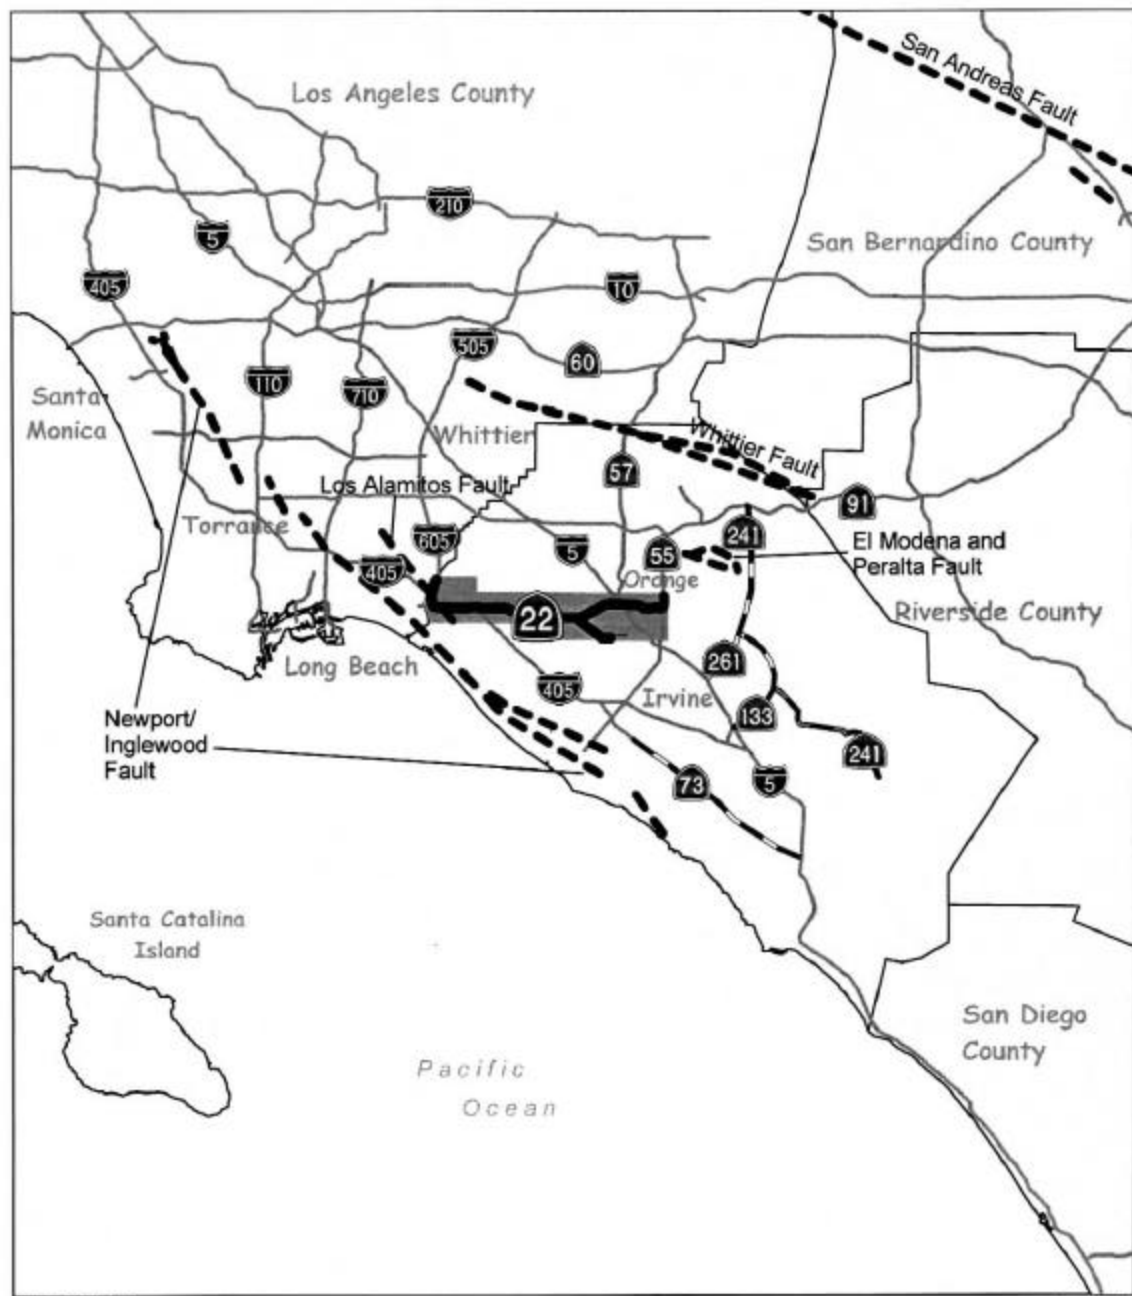 San Andreas Fault
Los Angeles County
210
5
San Bernardino County
405
10
505
60
110
710
Santa
Monica
Whittier
Whittier Fault
57
Los Alamitos Fault
91
Torrance
605
241
5
55
El Modena and
Peralta Fault
405
Orange
22
Riverside County
Long Beach
261
405
Irvine
133
Newport/
Inglewood
Fault
241
73
5
Santa Catalina
Island
San Diego
County
Pacific
Ocean